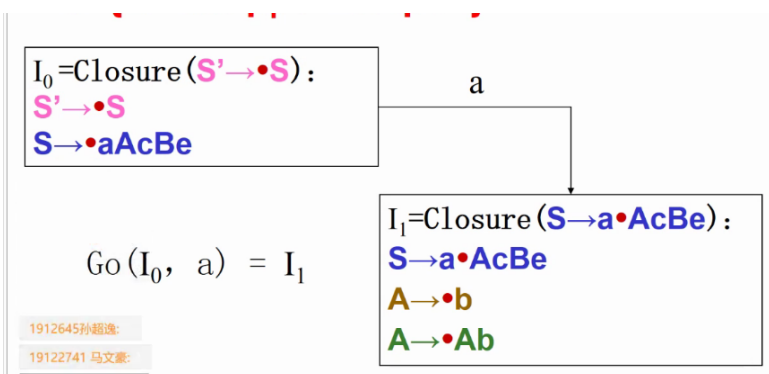 I₀=Closure(S’→•S):
S’→•S
S→•aAcBe
a
I₁=Closure(S→a•AcBe):
S→a•AcBe
A→•b
A→•Ab
Go(I₀, a) = I₁
1912645孙超逸:
19122741 马文豪: